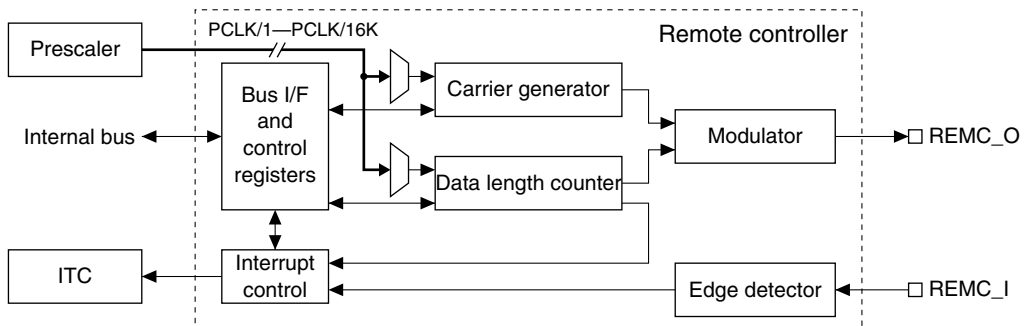 PCLK/1—PCLK/16K
Remote controller
Prescaler
Bus I/F
and
control
registers
Carrier generator
Modulator
Internal bus
REMC_O
Data length counter
ITC
Interrupt
control
Edge detector
REMC_I